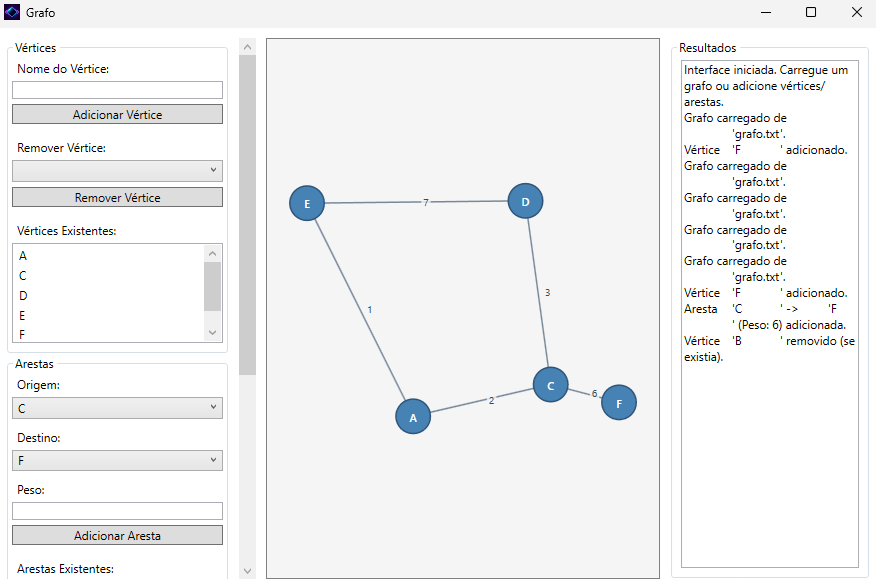 Grafo
Vértices
Nome do Vértice:
Adicionar Vértice
Remover Vértice:
Remover Vértice
Vértices Existentes:
A
C
D
E
F
Arestas
Origem:
C
Destino:
F
Peso:
Adicionar Aresta
Arestas Existentes:
E
7
D
1
3
A
2
C
6
F
Resultados
Interface iniciada. Carregue um
grafo ou adicione vértices/
arestas.
Grafo carregado de
'grafo.txt'.
Vértice 'F ' adicionado.
Grafo carregado de
'grafo.txt'.
Grafo carregado de
'grafo.txt'.
Grafo carregado de
'grafo.txt'.
Grafo carregado de
'grafo.txt'.
Vértice 'F ' adicionado.
Aresta 'C ' -> 'F
' (Peso: 6) adicionada.
Vértice 'B ' removido (se
existia).